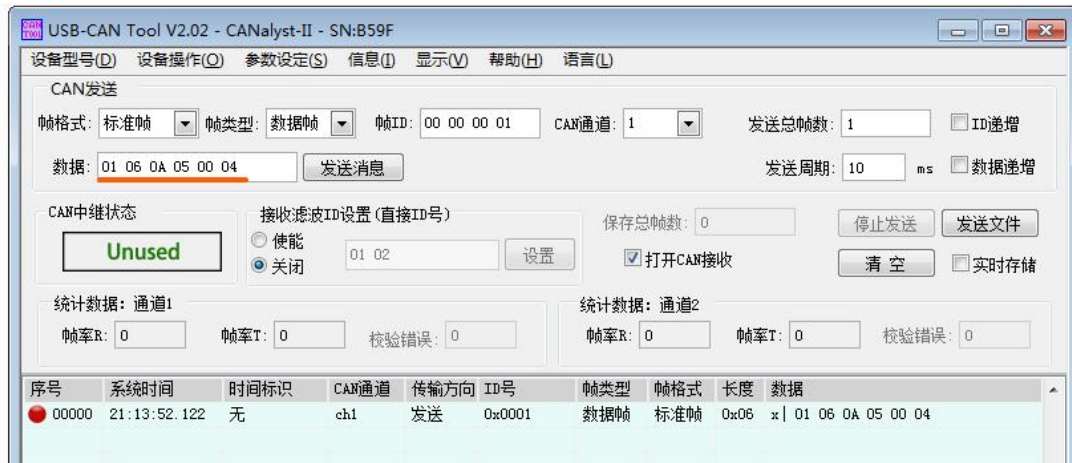 USB-CAN Tool V2.02 - CANalyst-II - SN:B59F
设备型号(D) 设备操作(O) 参数设定(S) 信息(I) 显示(V) 帮助(H) 语言(L)
CAN发送
帧格式: 标准帧 帧类型: 数据帧 帧ID: 00 00 00 01 CAN通道: 1 发送总帧数: 1 ID递增
数据: 01 06 0A 05 00 04 发送消息 发送周期: 10 ms 数据递增
CAN中继状态 接收滤波ID设置(直接ID号) 保存总帧数: 0 停止发送 发送文件
Unused 使能 01 02 设置 打开CAN接收 清空 实时存储
关闭
统计数据: 通道1 统计数据: 通道2
帧率R: 0 帧率T: 0 校验错误: 0 帧率R: 0 帧率T: 0 校验错误: 0
序号 系统时间 时间标识 CAN通道 传输方向 ID号 帧类型 帧格式 长度 数据
00000 21:13:52.122 无 ch1 发送 0x0001 数据帧 标准帧 0x06 x| 01 06 0A 05 00 04